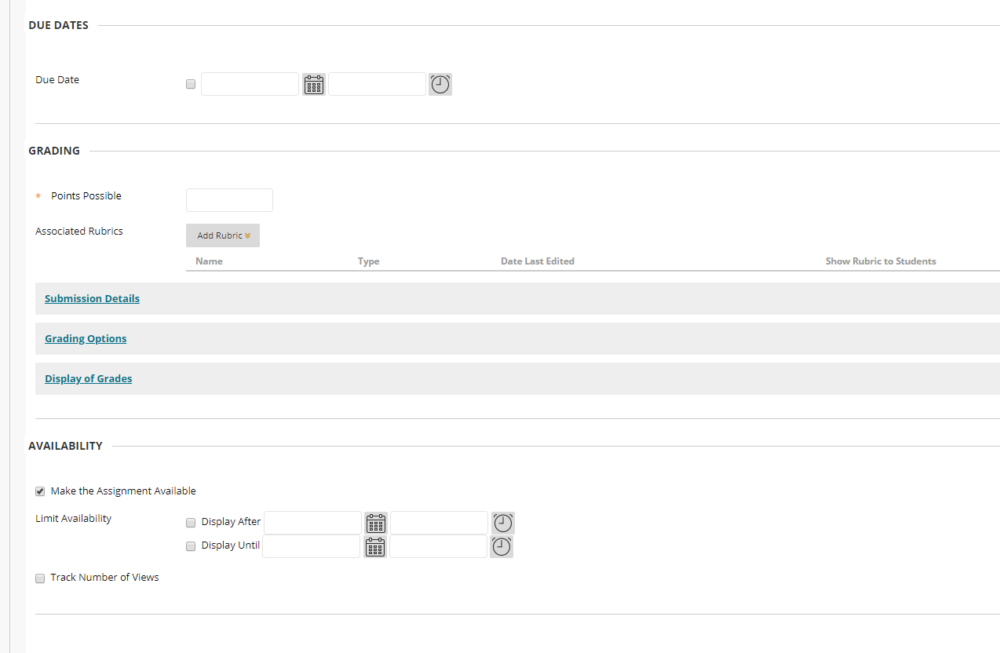 DUE DATES
Due Date
GRADING
* Points Possible
Associated Rubrics
Add Rubric
Name Type Date Last Edited Show Rubric to Students
Submission Details
Grading Options
Display of Grades
AVAILABILITY
Make the Assignment Available
Limit Availability
Display After
Display Until
Track Number of Views